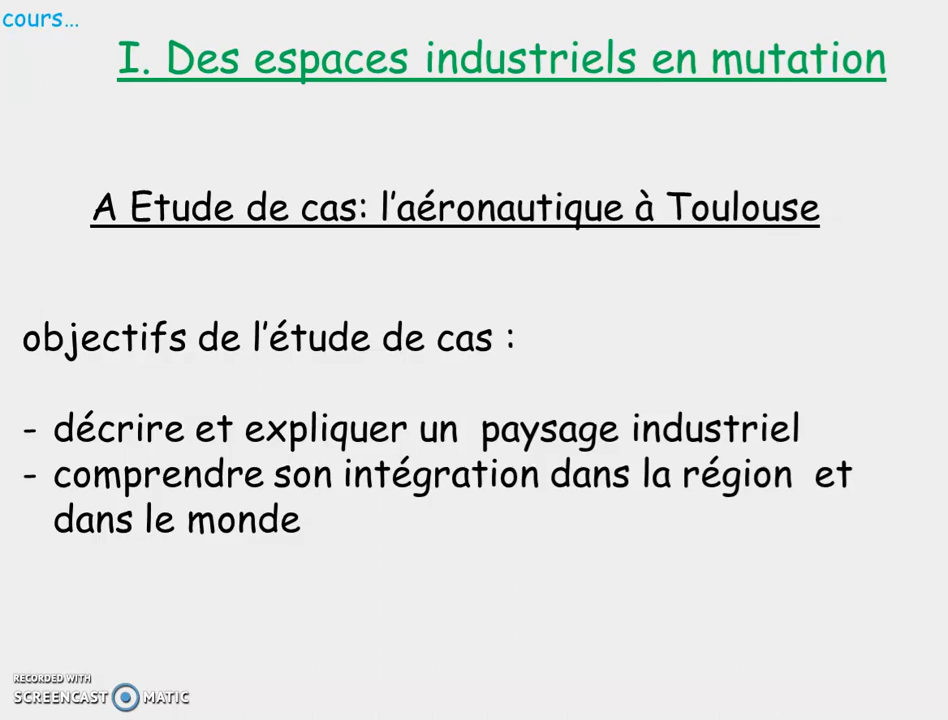 cours...
I. Des espaces industriels en mutation
A Etude de cas: l'aéronautique à Toulouse
objectifs de l'étude de cas :
- décrire et expliquer un paysage industriel
- comprendre son intégration dans la région et
dans le monde
RECORDED WITH
SCREENCAST MATIC